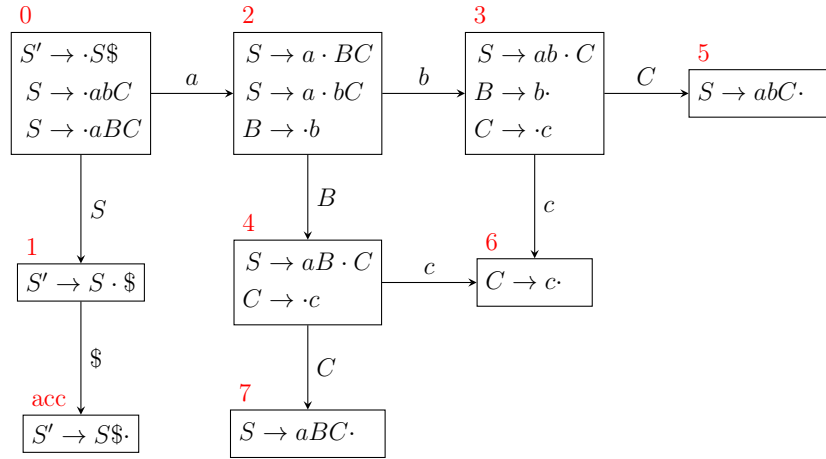 0
S′ → ·S$
S → ·abC
S → ·aBC
a
2
S → a · BC
S → a · bC
B → ·b
b
3
S → ab · C
B → b·
C → ·c
C
5
S → abC·
S
B
c
1
S′ → S · $
4
S → aB · C
C → ·c
c
6
C → c·
$
C
acc
S′ → S$·
7
S → aBC·